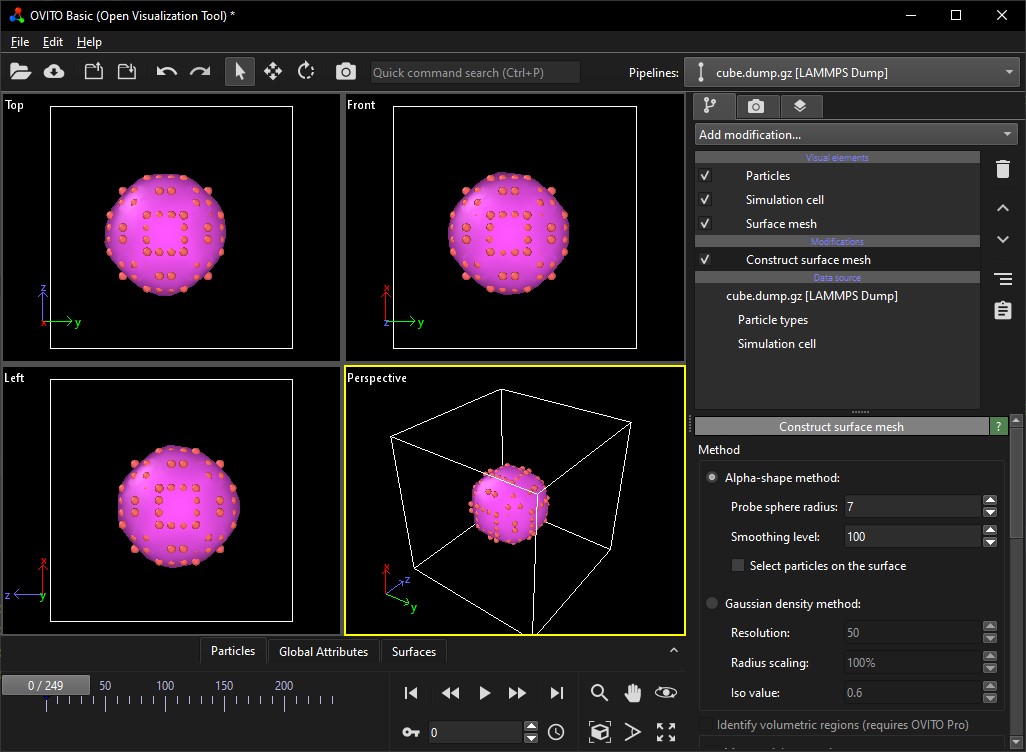 OVITO Basic (Open Visualization Tool) *
File Edit Help
Quick command search (Ctrl+P)
Pipelines:
cube.dump.gz [LAMMPS Dump]
Top
z
x
y
Front
x
z
y
Left
x
z
y
Perspective
x
z
y
Add modification...
Visual elements
Particles
Simulation cell
Surface mesh
Modifications
Construct surface mesh
Data source
cube.dump.gz [LAMMPS Dump]
Particle types
Simulation cell
Construct surface mesh
?
Method
Alpha-shape method:
Probe sphere radius: 7
Smoothing level: 100
Select particles on the surface
Gaussian density method:
Resolution: 50
Radius scaling: 100%
Iso value: 0.6
Identify volumetric regions (requires OVITO Pro)
Particles Global Attributes Surfaces
0 / 249 50 100 150 200
0